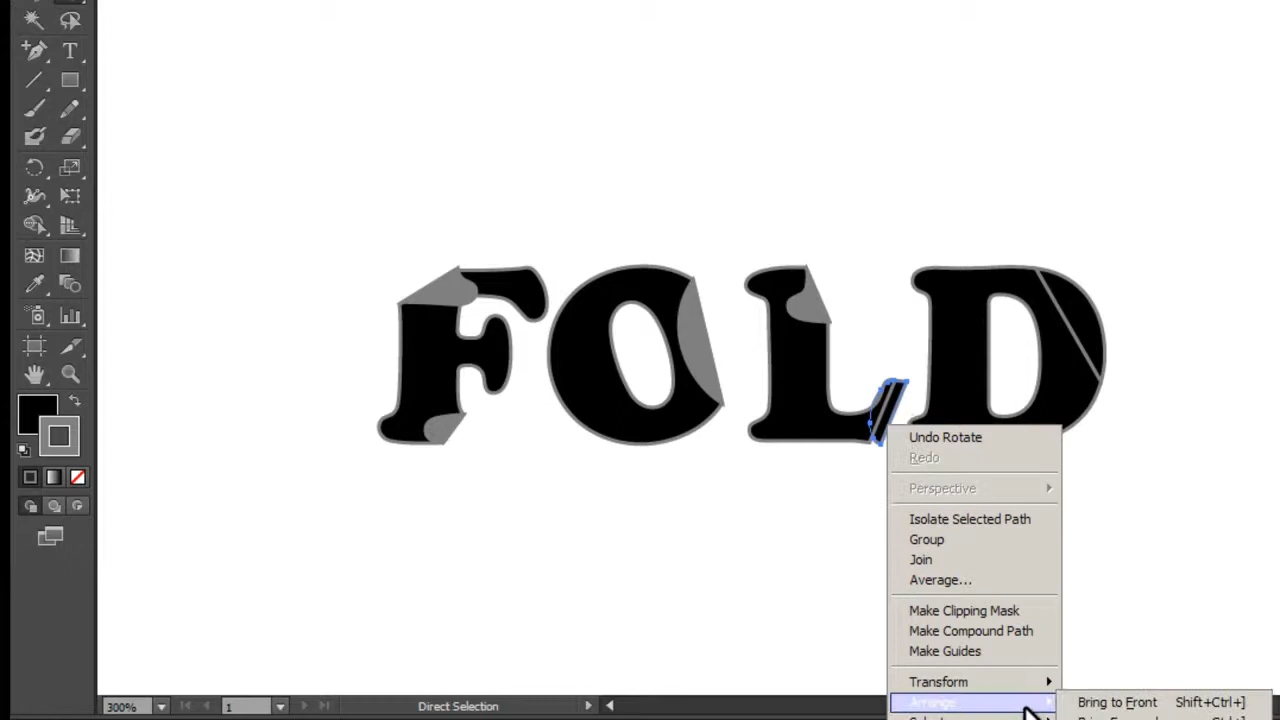 FOLD
Undo Rotate
Redo
Perspective
Isolate Selected Path
Group
Join
Average...
Make Clipping Mask
Make Compound Path
Make Guides
Transform
Arrange
Bring to Front Shift+Ctrl+]
300% 1 Direct Selection